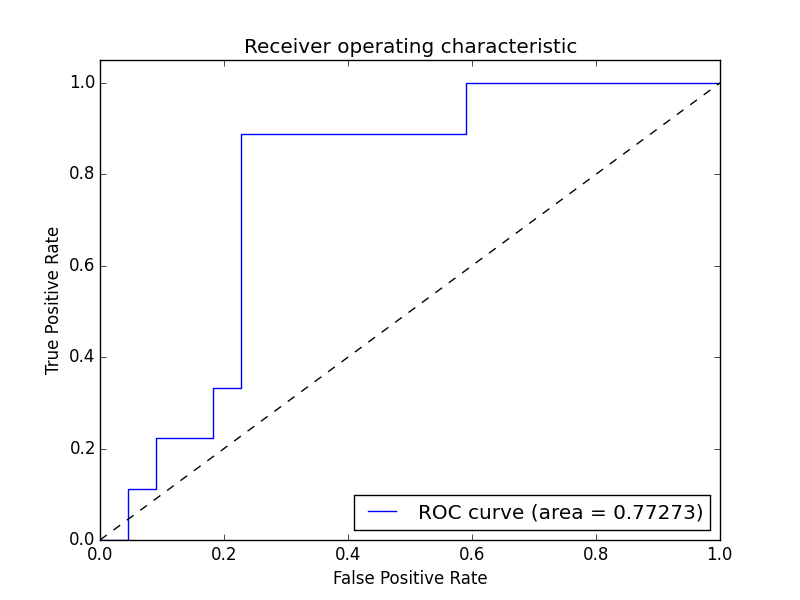 Receiver operating characteristic
1.0
0.8
0.6
0.4
0.2
0.0
True Positive Rate
ROC curve (area = 0.77273)
0.0 0.2 0.4 0.6 0.8 1.0
False Positive Rate